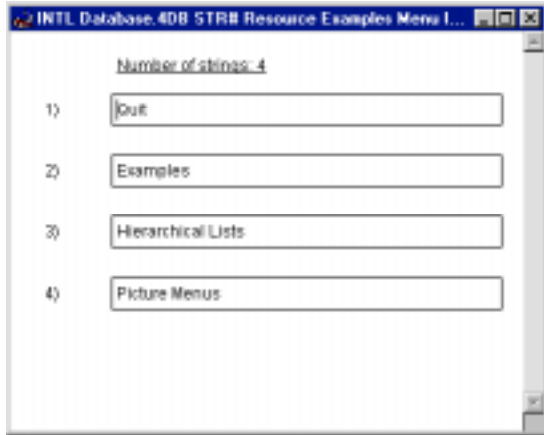 INTL Database.4DB STR# Resource Examples Menu I...
Number of strings: 4
1) Quit
2) Examples
3) Hierarchical Lists
4) Picture Menus